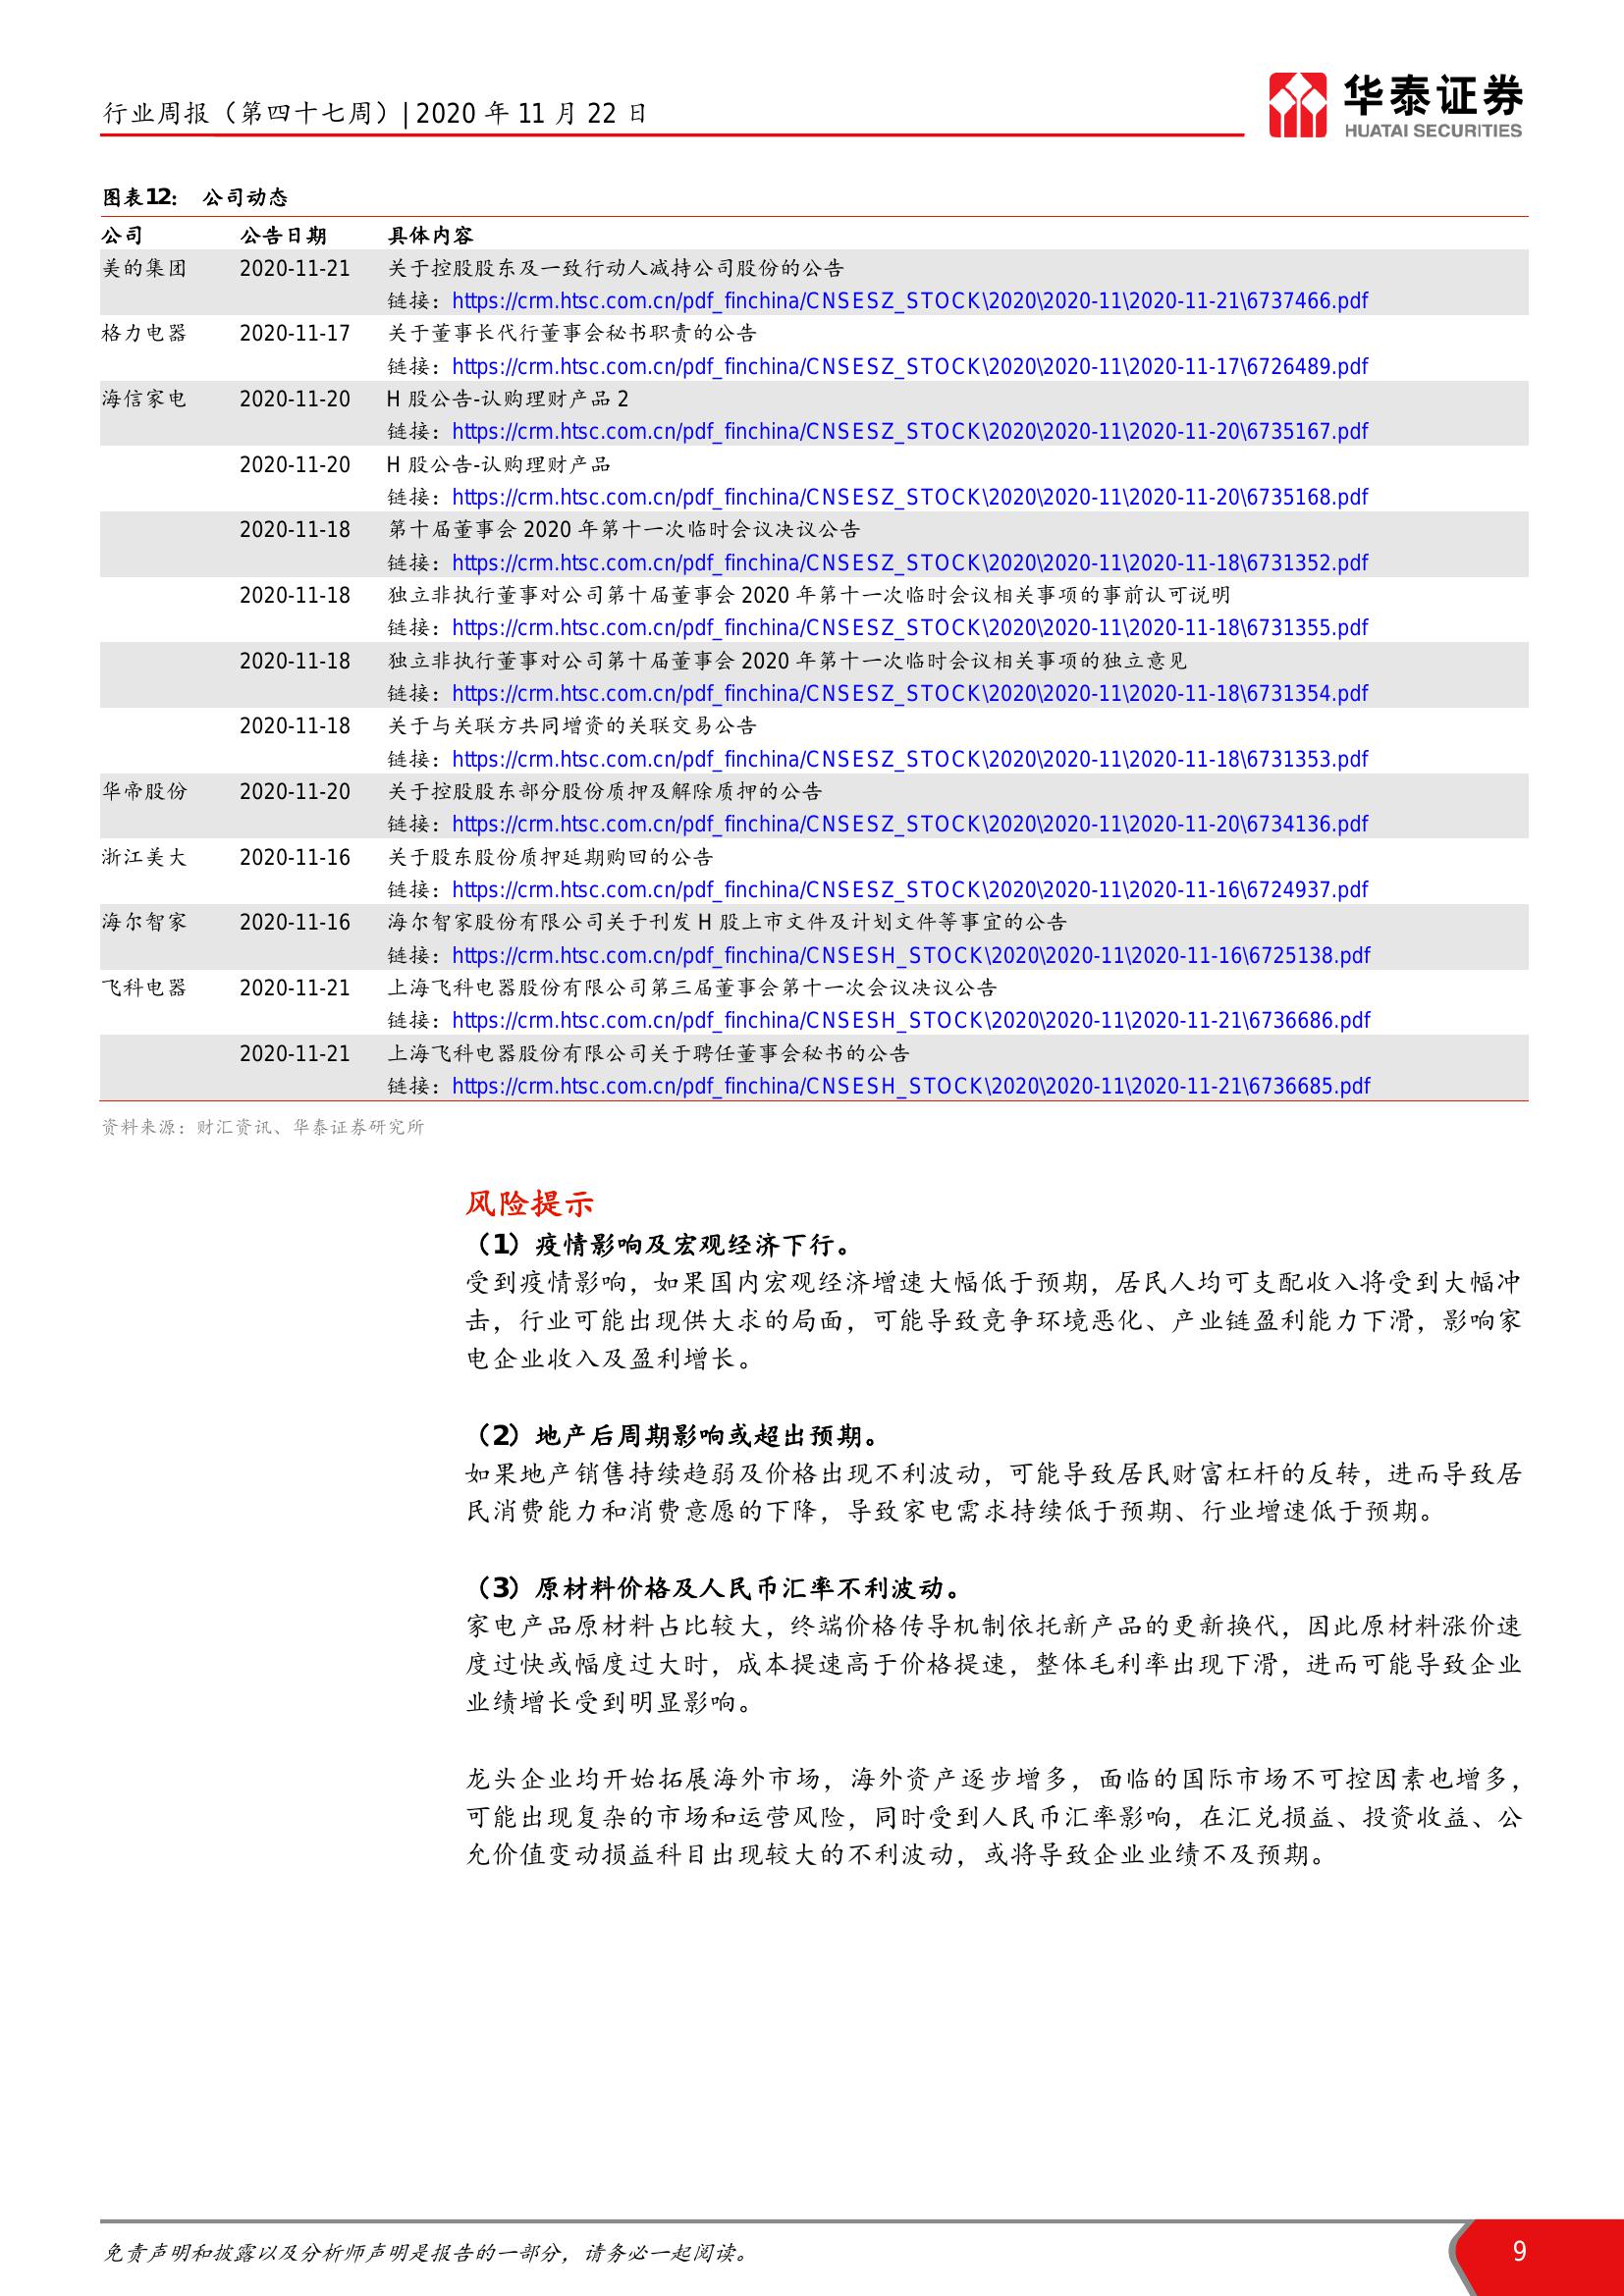 行业周报（第四十七周）| 2020 年 11 月 22 日
华泰证券
HUATAI SECURITIES
图表12： 公司动态
公司 公告日期 具体内容
美的集团 2020-11-21 关于控股股东及一致行动人减持公司股份的公告
链接：https://crm.htsc.com.cn/pdf_finchina/CNSESZ_STOCK\2020\2020-11\2020-11-21\6737466.pdf
格力电器 2020-11-17 关于董事长代行董事会秘书职责的公告
链接：https://crm.htsc.com.cn/pdf_finchina/CNSESZ_STOCK\2020\2020-11\2020-11-17\6726489.pdf
海信家电 2020-11-20 H 股公告-认购理财产品 2
链接：https://crm.htsc.com.cn/pdf_finchina/CNSESZ_STOCK\2020\2020-11\2020-11-20\6735167.pdf
2020-11-20 H 股公告-认购理财产品
链接：https://crm.htsc.com.cn/pdf_finchina/CNSESZ_STOCK\2020\2020-11\2020-11-20\6735168.pdf
2020-11-18 第十届董事会 2020 年第十一次临时会议决议公告
链接：https://crm.htsc.com.cn/pdf_finchina/CNSESZ_STOCK\2020\2020-11\2020-11-18\6731352.pdf
2020-11-18 独立非执行董事对公司第十届董事会 2020 年第十一次临时会议相关事项的事前认可说明
链接：https://crm.htsc.com.cn/pdf_finchina/CNSESZ_STOCK\2020\2020-11\2020-11-18\6731355.pdf
2020-11-18 独立非执行董事对公司第十届董事会 2020 年第十一次临时会议相关事项的独立意见
链接：https://crm.htsc.com.cn/pdf_finchina/CNSESZ_STOCK\2020\2020-11\2020-11-18\6731354.pdf
2020-11-18 关于与关联方共同增资的关联交易公告
链接：https://crm.htsc.com.cn/pdf_finchina/CNSESZ_STOCK\2020\2020-11\2020-11-18\6731353.pdf
华帝股份 2020-11-20 关于控股股东部分股份质押及解除质押的公告
链接：https://crm.htsc.com.cn/pdf_finchina/CNSESZ_STOCK\2020\2020-11\2020-11-20\6734136.pdf
浙江美大 2020-11-16 关于股东股份质押延期购回的公告
链接：https://crm.htsc.com.cn/pdf_finchina/CNSESZ_STOCK\2020\2020-11\2020-11-16\6724937.pdf
海尔智家 2020-11-16 海尔智家股份有限公司关于刊发 H 股上市文件及计划文件等事宜的公告
链接：https://crm.htsc.com.cn/pdf_finchina/CNSESH_STOCK\2020\2020-11\2020-11-16\6725138.pdf
飞科电器 2020-11-21 上海飞科电器股份有限公司第三届董事会第十一次会议决议公告
链接：https://crm.htsc.com.cn/pdf_finchina/CNSESH_STOCK\2020\2020-11\2020-11-21\6736686.pdf
2020-11-21 上海飞科电器股份有限公司关于聘任董事会秘书的公告
链接：https://crm.htsc.com.cn/pdf_finchina/CNSESH_STOCK\2020\2020-11\2020-11-21\6736685.pdf
资料来源：财汇资讯、华泰证券研究所
风险提示
（1）疫情影响及宏观经济下行。
受到疫情影响，如果国内宏观经济增速大幅低于预期，居民人均可支配收入将受到大幅冲
击，行业可能出现供大求的局面，可能导致竞争环境恶化、产业链盈利能力下滑，影响家
电企业收入及盈利增长。
（2）地产后周期影响或超出预期。
如果地产销售持续趋弱及价格出现不利波动，可能导致居民财富杠杆的反转，进而导致居
民消费能力和消费意愿的下降，导致家电需求持续低于预期、行业增速低于预期。
（3）原材料价格及人民币汇率不利波动。
家电产品原材料占比较大，终端价格传导机制依托新产品的更新换代，因此原材料涨价速
度过快或幅度过大时，成本提速高于价格提速，整体毛利率出现下滑，进而可能导致企业
业绩增长受到明显影响。
龙头企业均开始拓展海外市场，海外资产逐步增多，面临的国际市场不可控因素也增多，
可能出现复杂的市场和运营风险，同时受到人民币汇率影响，在汇兑损益、投资收益、公
允价值变动损益科目出现较大的不利波动，或将导致企业业绩不及预期。
免责声明和披露以及分析师声明是报告的一部分，请务必一起阅读。
9